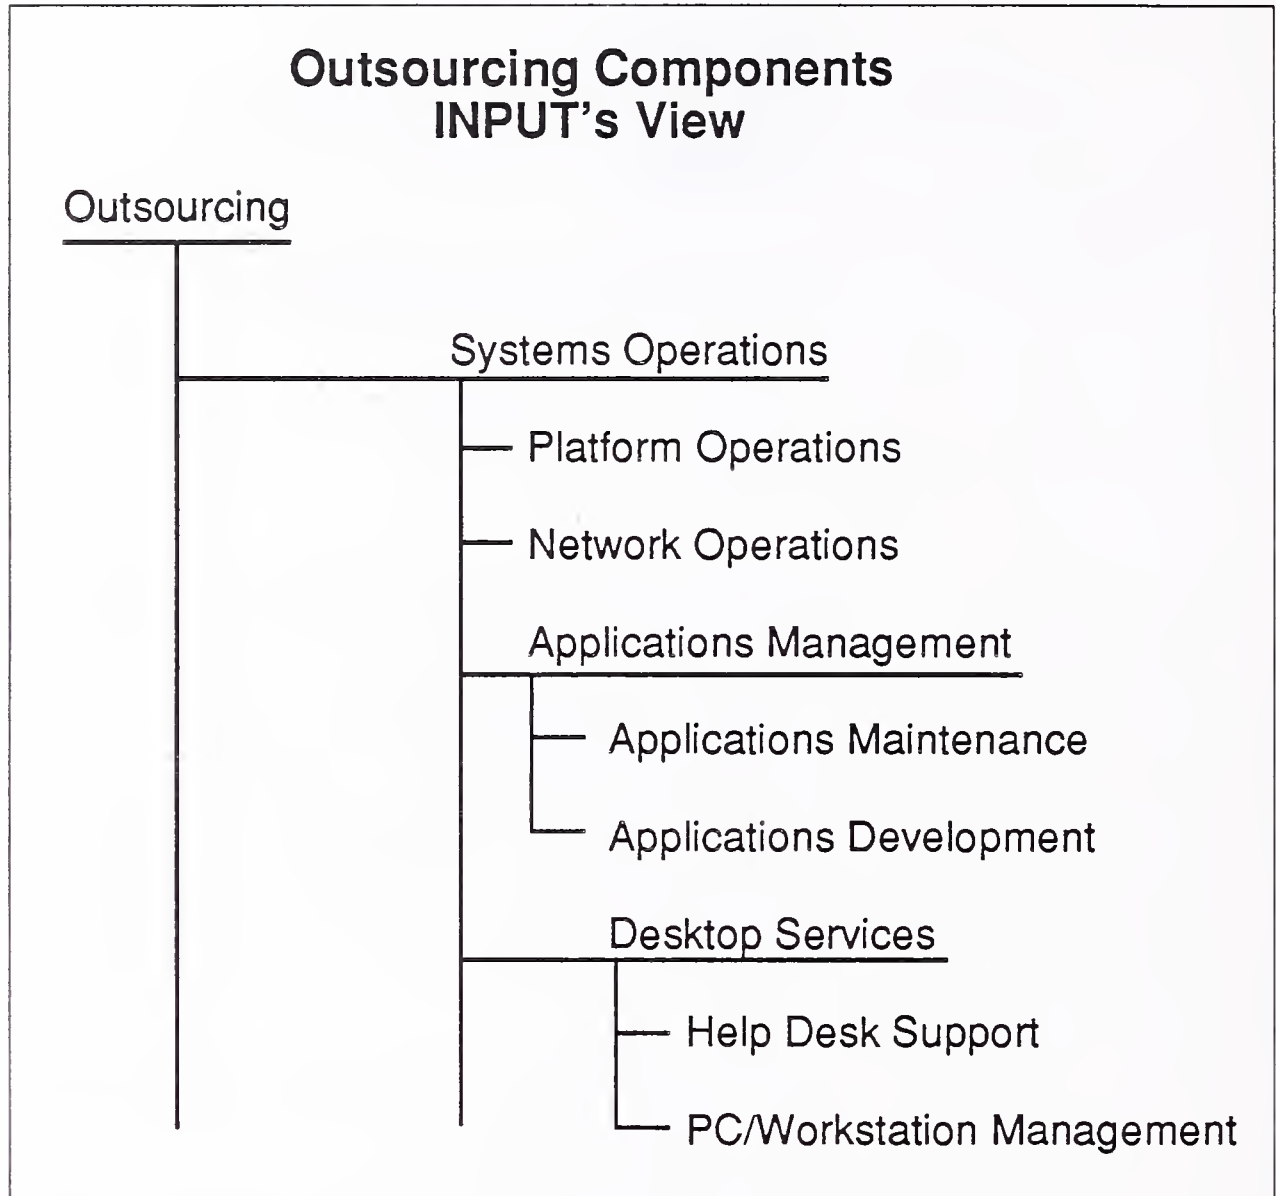 Outsourcing Components
INPUT's View
Outsourcing
Systems Operations
Platform Operations
Network Operations
Applications Management
Applications Maintenance
Applications Development
Desktop Services
Help Desk Support
PC/Workstation Management